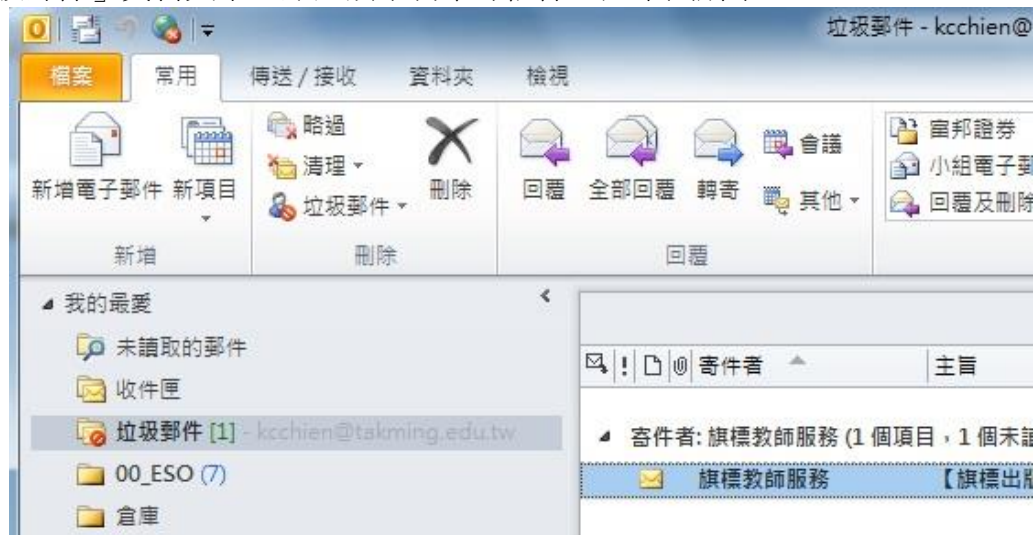 垃圾郵件 - kcchien@
檔案 常用 傳送 / 接收 資料夾 檢視
略過
清理
垃圾郵件
新增電子郵件 新項目 刪除 回覆 全部回覆 轉寄
會議
其他
富邦證券
小組電子郵
回覆及刪除
新增 刪除 回覆
我的最愛
未讀取的郵件
收件匣
垃圾郵件 [1] - kcchien@takming.edu.tw
00_ESO (7)
倉庫
寄件者 主旨
寄件者: 旗標教師服務 (1 個項目，1 個未讀
旗標教師服務 【旗標出版